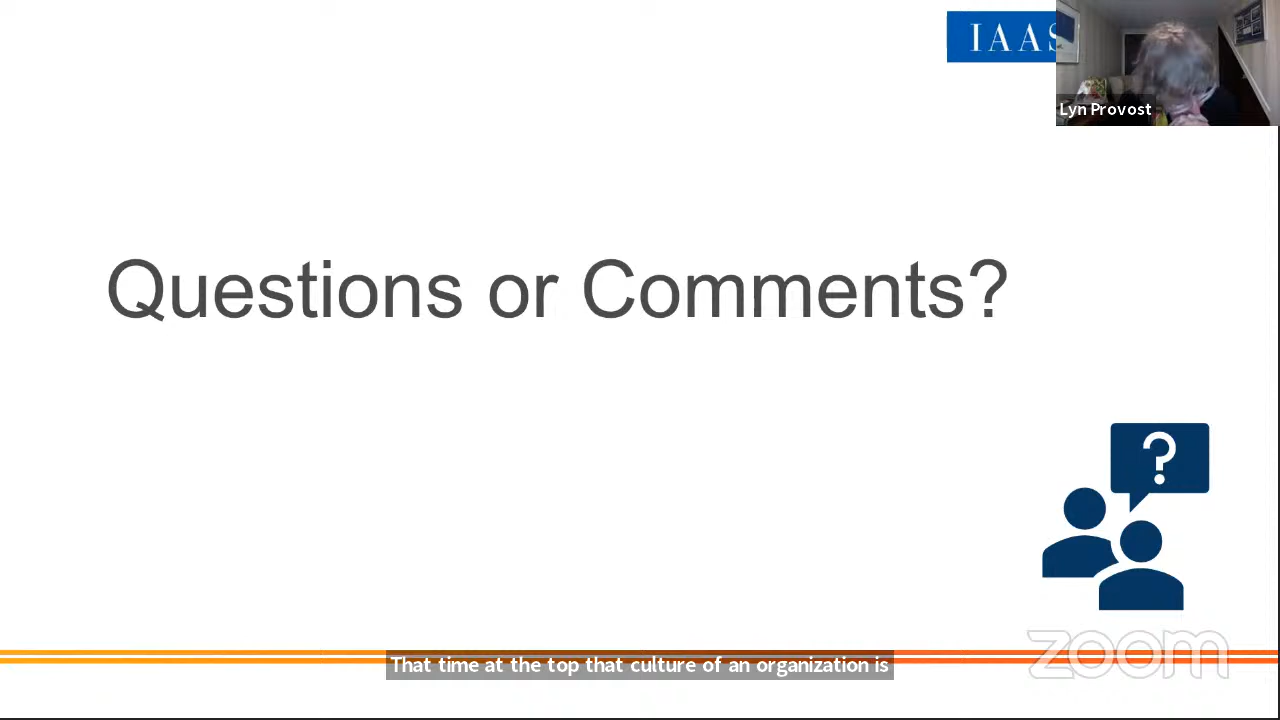 IAAS
Lyn Provost
Questions or Comments?
?
That time at the top that culture of an organization is
zoom